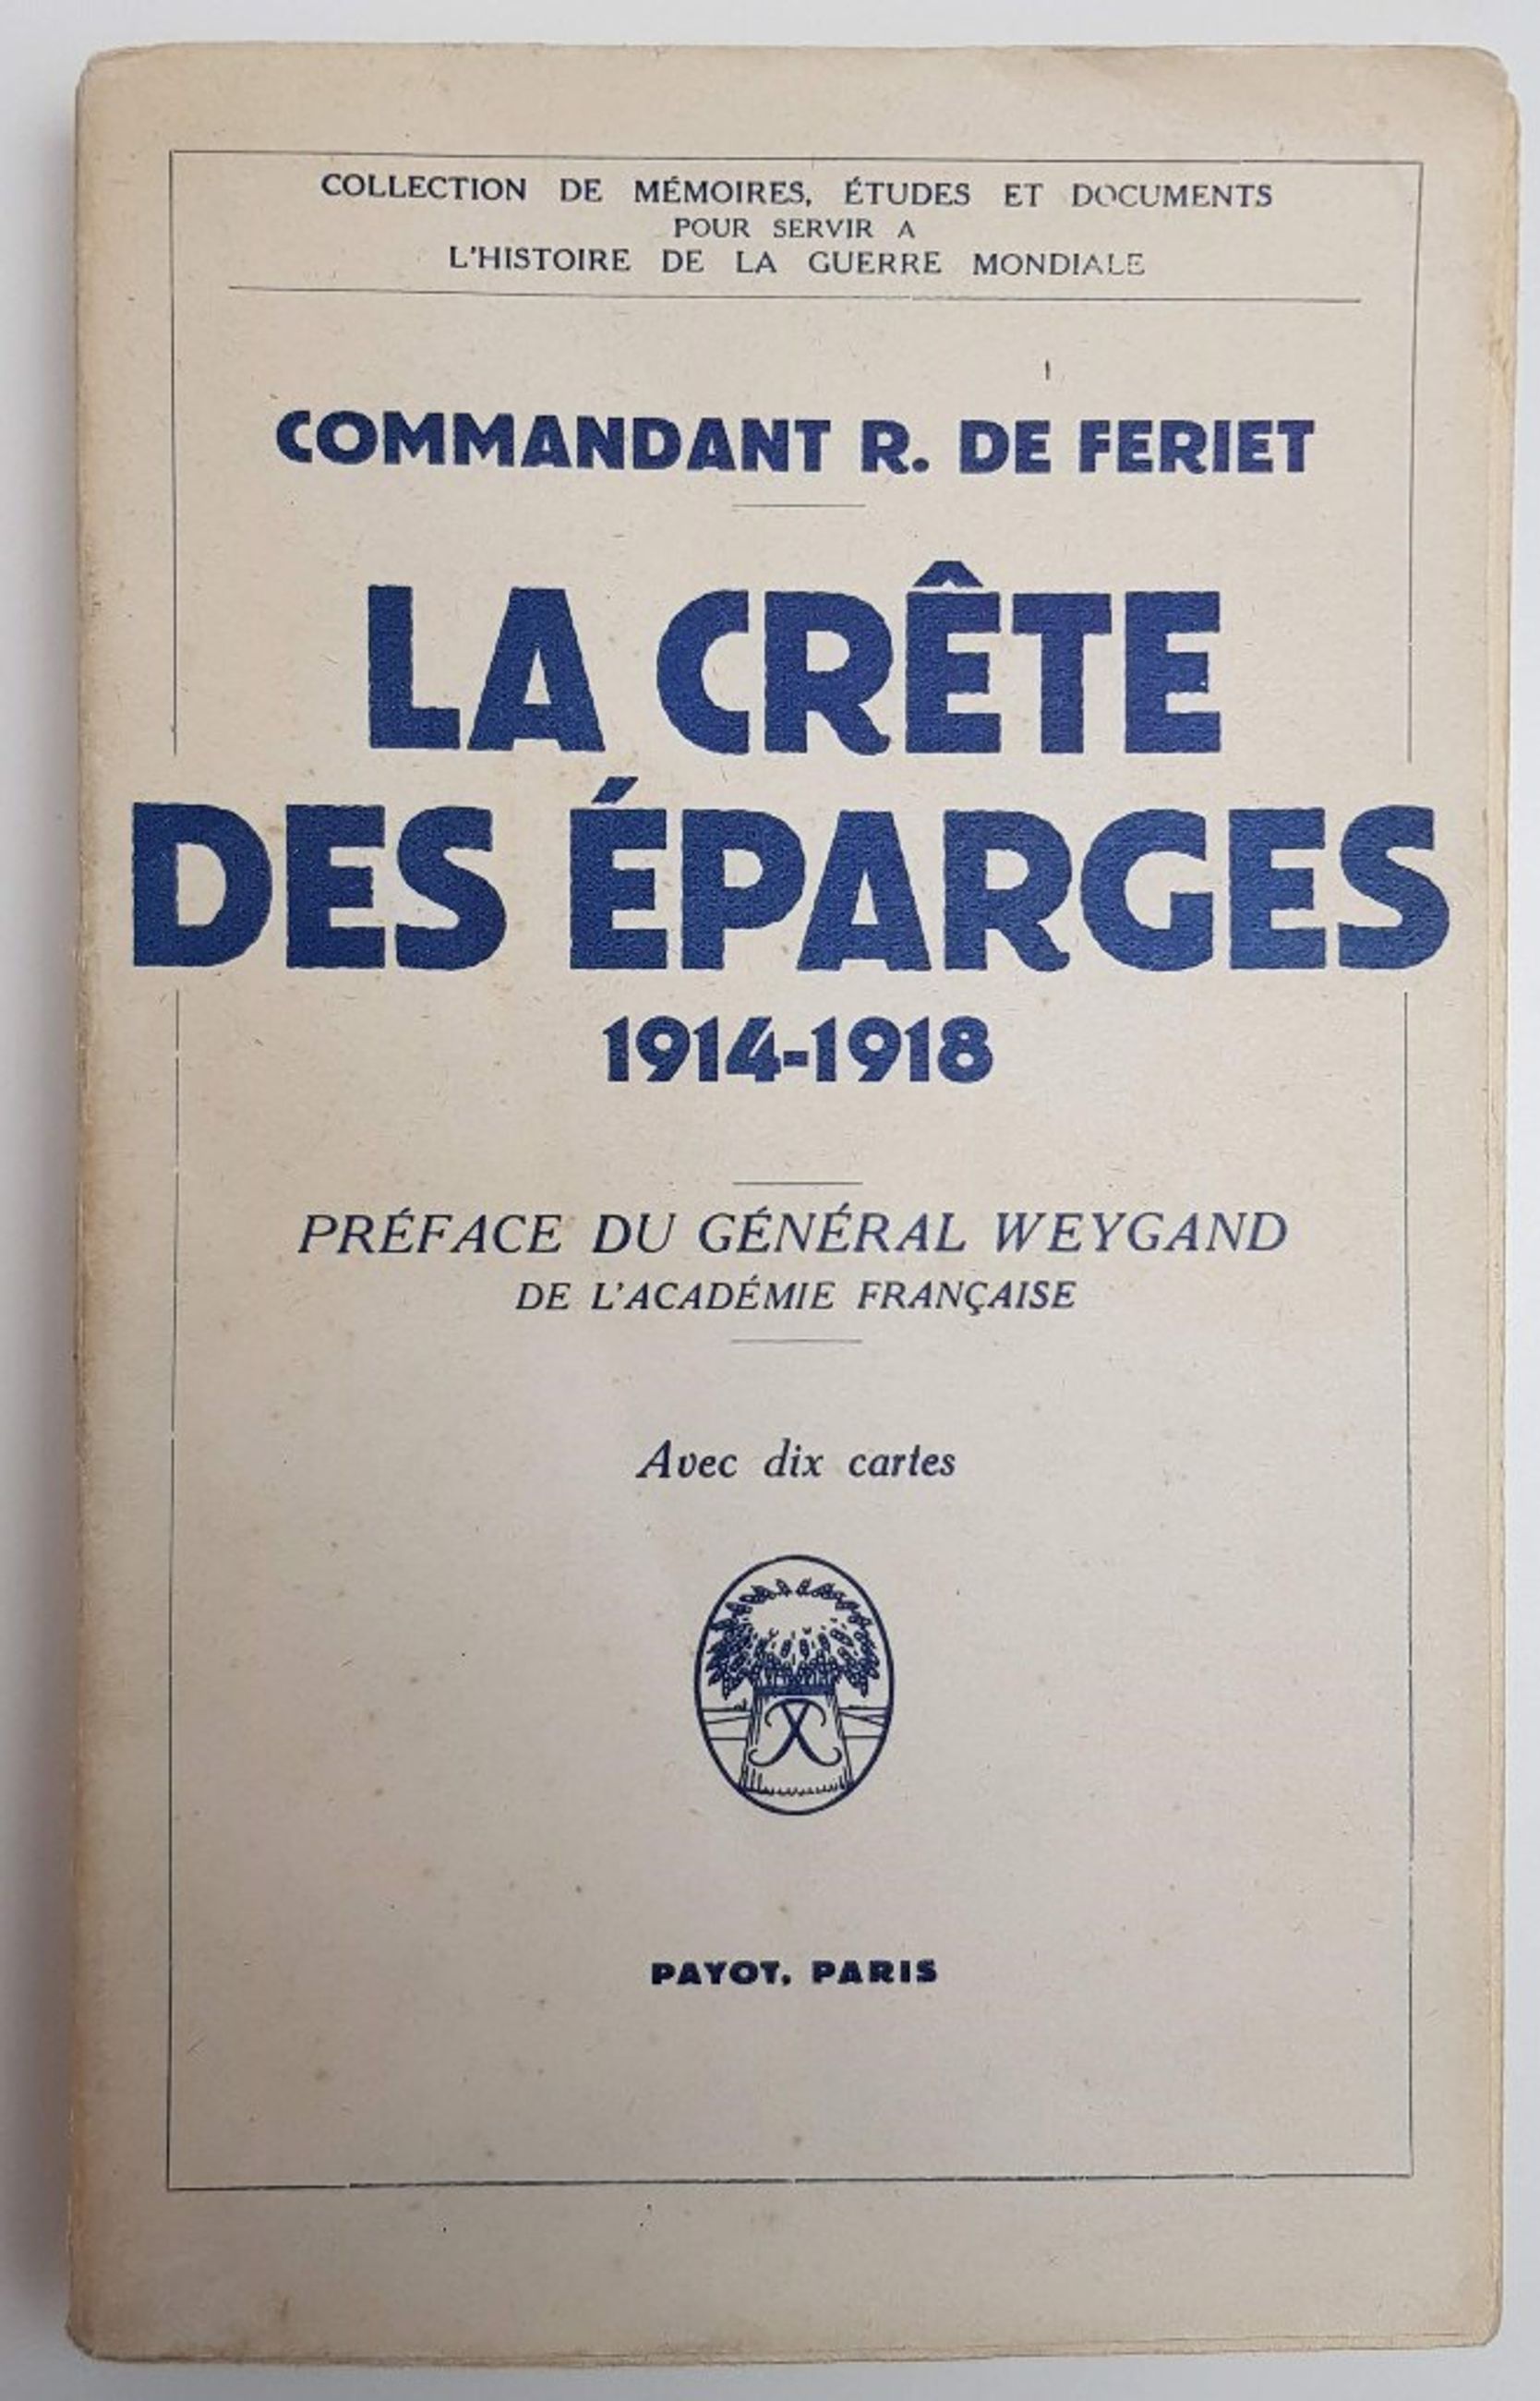 COLLECTION DE MÉMOIRES, ÉTUDES ET DOCUMENTS
POUR SERVIR A
L'HISTOIRE DE LA GUERRE MONDIALE
COMMANDANT R. DE FERIET
LA CRÊTE
DES ÉPARGES
1914-1918
PRÉFACE DU GÉNÉRAL WEYGAND
DE L'ACADÉMIE FRANÇAISE
Avec dix cartes
PAYOT, PARIS